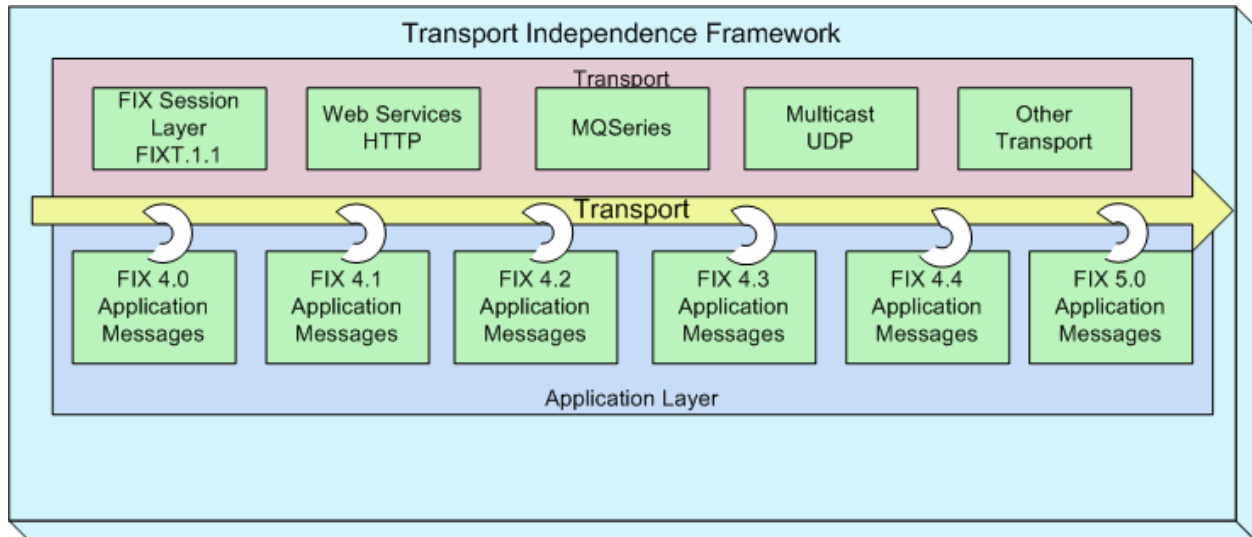 Transport Independence Framework
Transport
FIX Session
Layer
FIXT.1.1
Web Services
HTTP
MQSeries
Multicast
UDP
Other
Transport
Transport
FIX 4.0
Application
Messages
FIX 4.1
Application
Messages
FIX 4.2
Application
Messages
FIX 4.3
Application
Messages
FIX 4.4
Application
Messages
FIX 5.0
Application
Messages
Application Layer